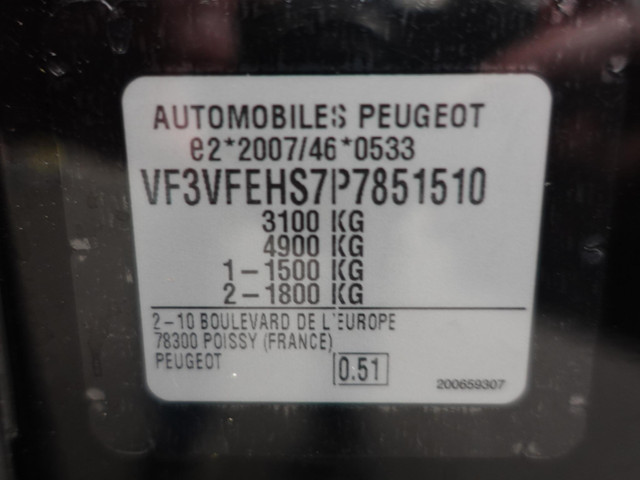 AUTOMOBILES PEUGEOT
e2*2007/46*0533
VF3VFEHS7P7851510
3100 KG
4900 KG
1-1500 KG
2-1800 KG
2-10 BOULEVARD DE L'EUROPE
78300 POISSY (FRANCE)
PEUGEOT
0.51
200659307